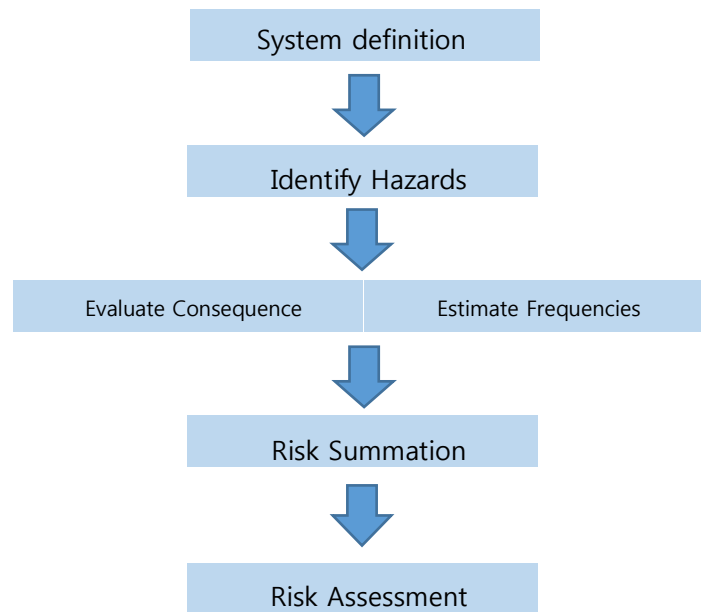 System definition
Identify Hazards
Evaluate Consequence
Estimate Frequencies
Risk Summation
Risk Assessment